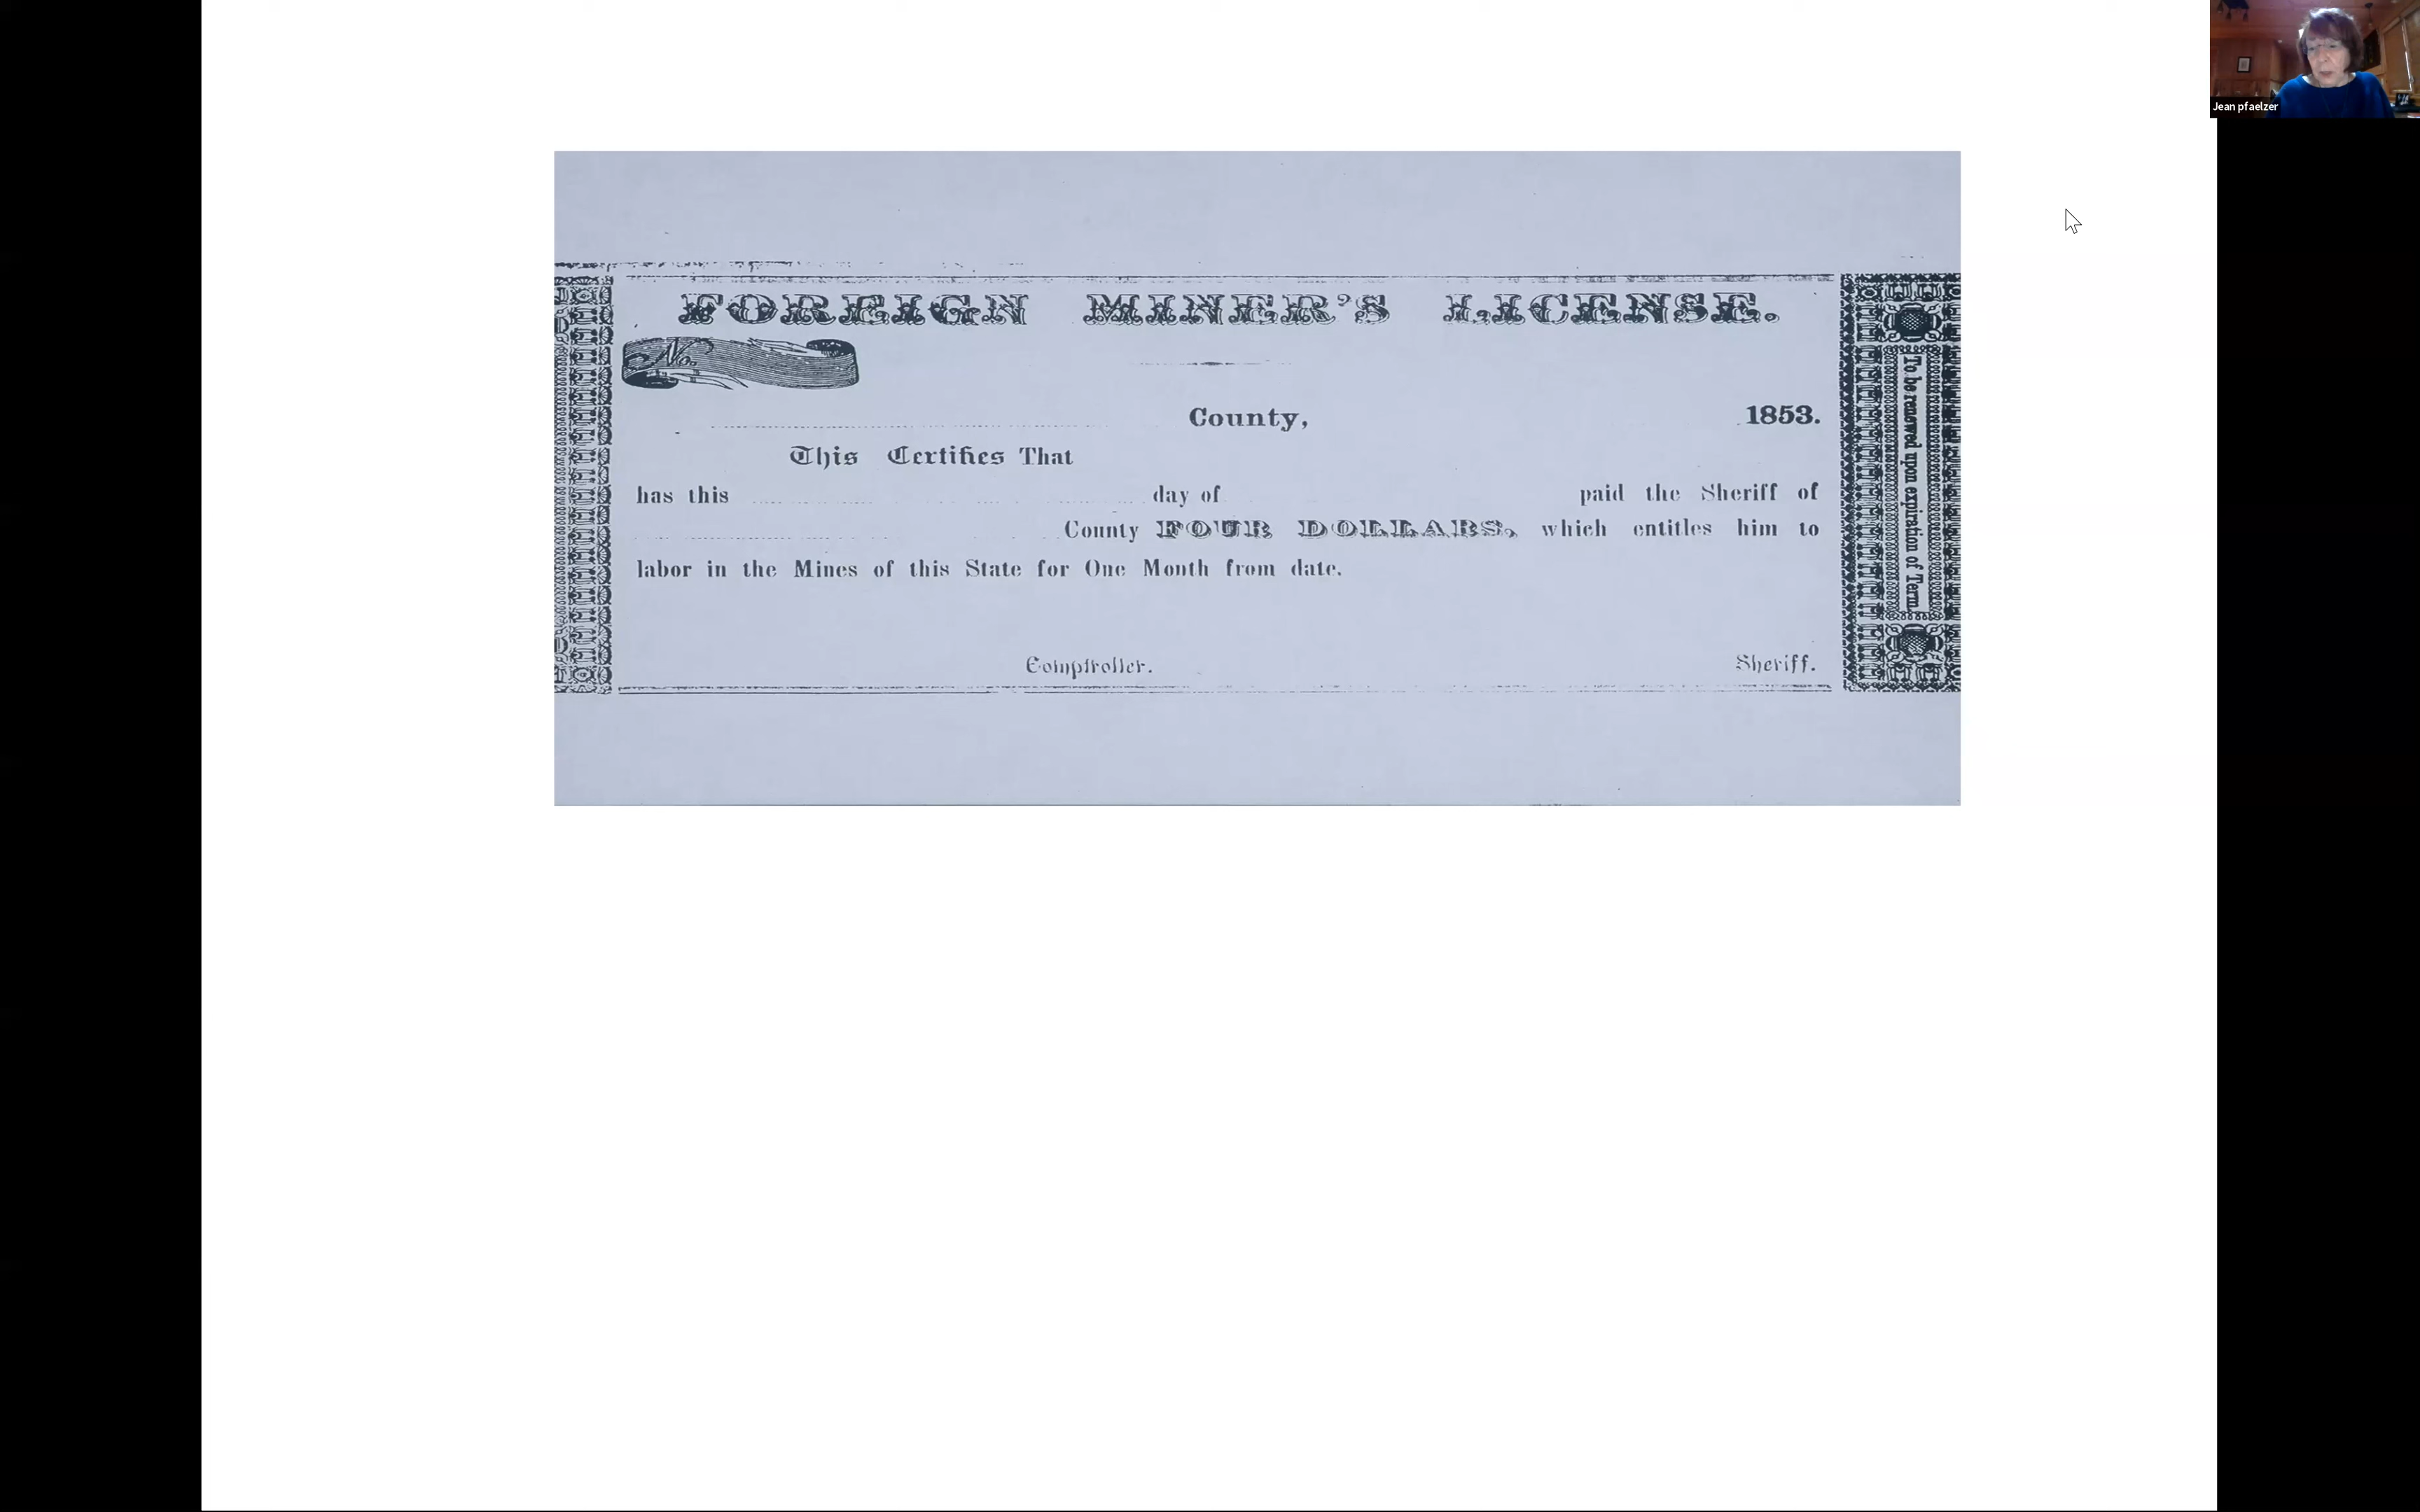 Jean pfaelzer
FOREIGN MINER'S LICENSE.
No.
County, 1853.
This Certifies That
has this day of paid the Sheriff of
County FOUR DOLLARS, which entitles him to
labor in the Mines of this State for One Month from date.
Comptroller. Sheriff.
To be renewed upon expiration of Term